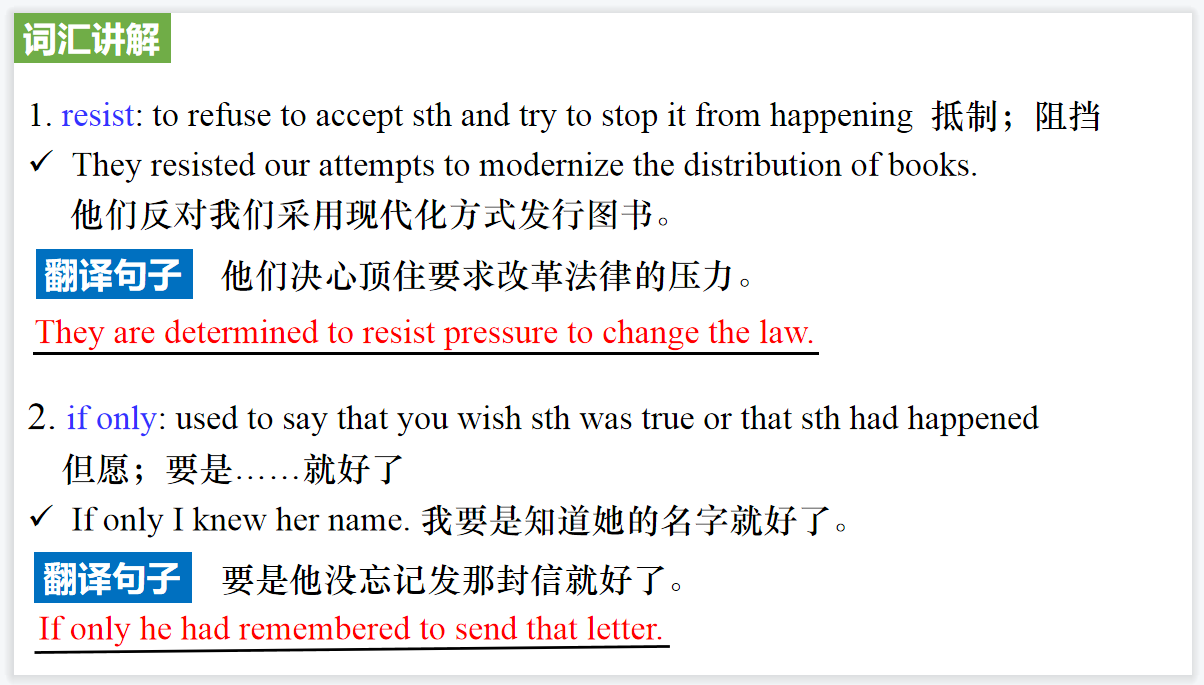 词汇讲解
1. resist: to refuse to accept sth and try to stop it from happening 抵制；阻挡
✓ They resisted our attempts to modernize the distribution of books.
他们反对我们采用现代化方式发行图书。
翻译句子 他们决心顶住要求改革法律的压力。
They are determined to resist pressure to change the law.
2. if only: used to say that you wish sth was true or that sth had happened
但愿；要是……就好了
✓ If only I knew her name. 我要是知道她的名字就好了。
翻译句子 要是他没忘记发那封信就好了。
If only he had remembered to send that letter.